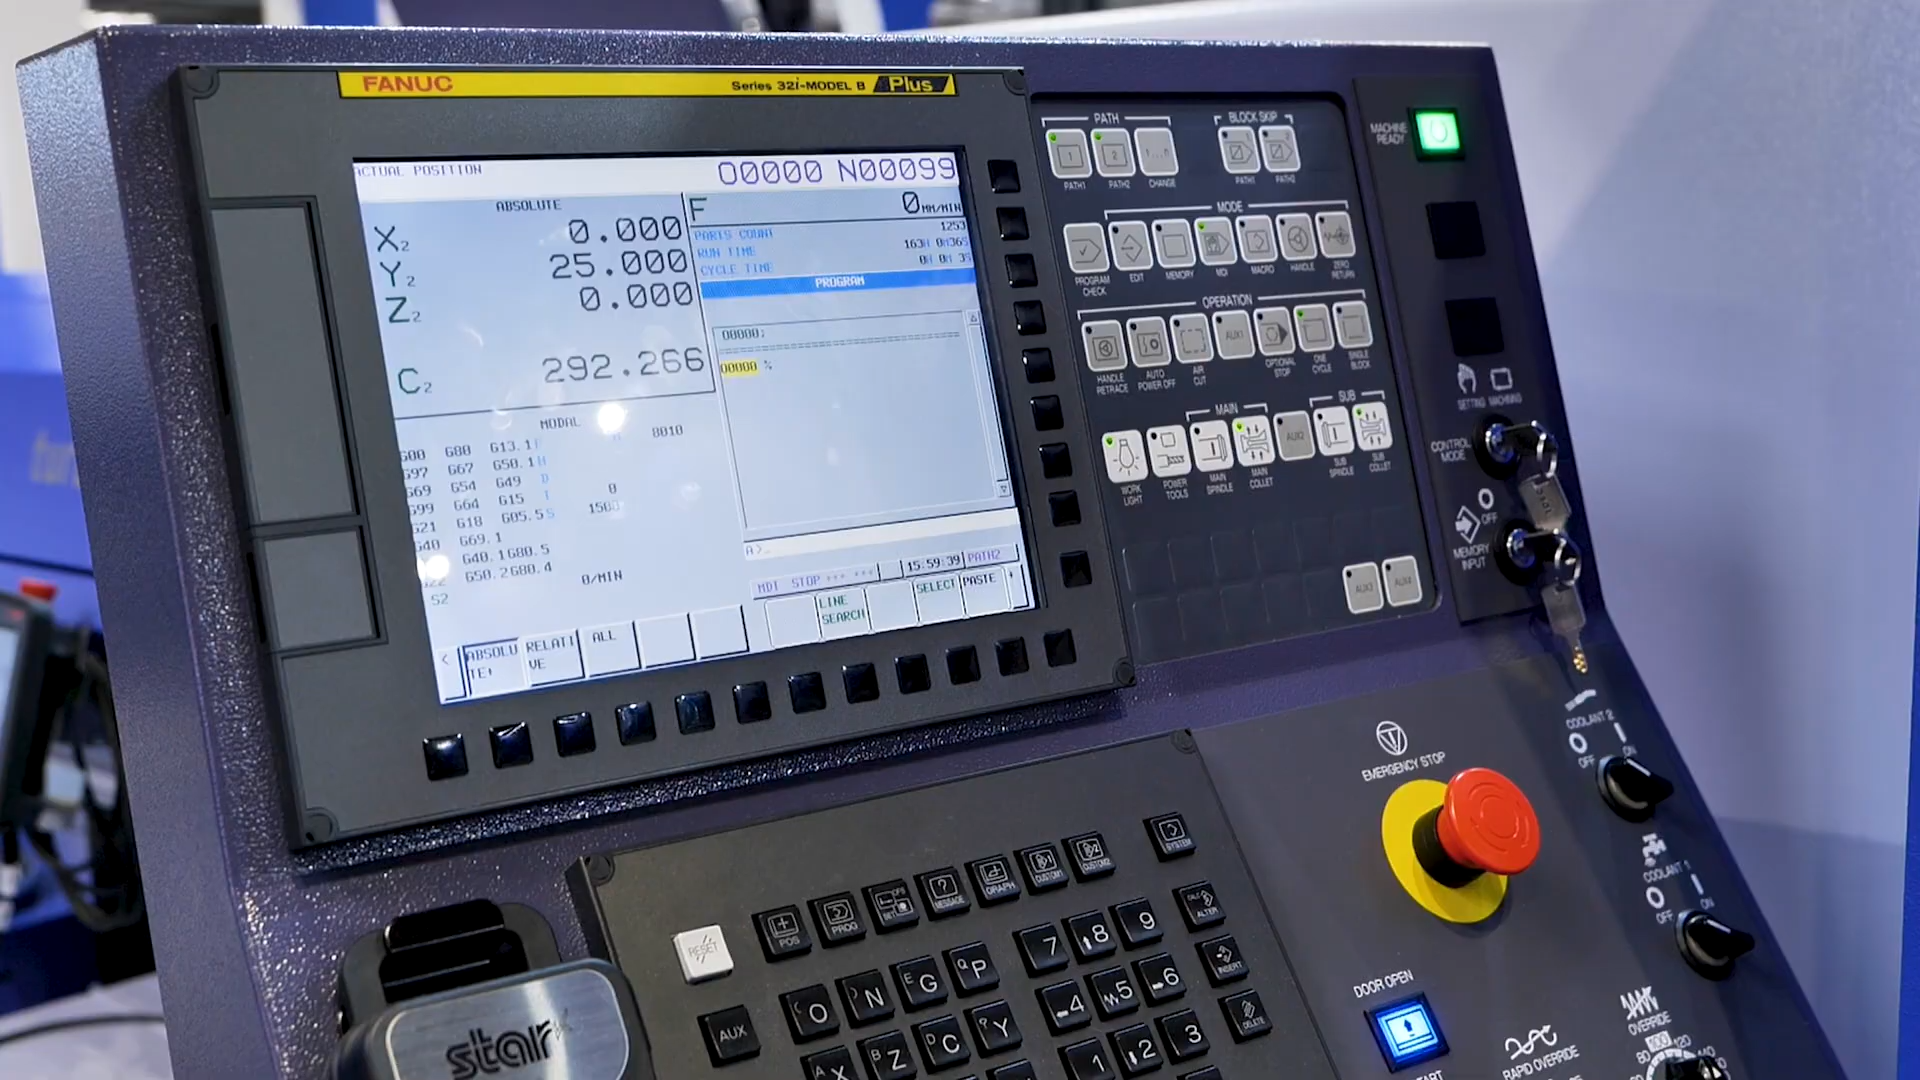 FANUC
Series 32i-MODEL B Plus
ACTUAL POSITION
O0000 N00099
ABSOLUTE
X2 0.000
Y2 25.000
Z2 0.000
C2 292.266
F 0 MM/MIN
PARTS COUNT 1253
RUN TIME 163H 0M36S
CYCLE TIME 0H 0M 3S
PROGRAM
O0000;
O0000 %
MODAL
G00 G80 G13.1 F M 8010
G97 G67 G50.1 H
G69 G54 G49 D
G99 G64 G15 T 0
G21 G18 G05.5 S 1500
G40 G69.1
G22 G40.1 G80.5
G50.2 G80.4 0/MIN
S2
A>_
MDI STOP *** *** 15:59:39 PATH2
< ABSOLUTE RELATIVE ALL
LINE SEARCH SELECT PASTE +
PATH
1 2 1...n
PATH1 PATH2 CHANGE
BLOCK SKIP
PATH1 PATH2
MODE
PROGRAM CHECK EDIT MEMORY MDI MACRO HANDLE ZERO RETURN
OPERATION
AUX1
HANDLE RETRACE AUTO POWER OFF AIR CUT OPTIONAL STOP ONE CYCLE SINGLE BLOCK
MAIN SUB
AUX2
WORK LIGHT POWER TOOLS MAIN SPINDLE MAIN COLLET SUB SPINDLE SUB COLLET
AUX3 AUX4
MACHINE READY
SETTING MACHINING
CONTROL MODE
OFF
MEMORY INPUT
COOLANT 2
OFF ON
EMERGENCY STOP
COOLANT 1
OFF ON
DOOR OPEN
OVERRIDE
RAPID OVERRIDE
RESET
POS PROG OFS SET MESSAGE GRAPH CUSTOM1 CUSTOM2 SYSTEM
AUX
( O ) N E G Q P 7 8 9 CALC ALTER
B Z D C ? Y 4 5 6 INSERT
A X 1 2 3 DELETE
star